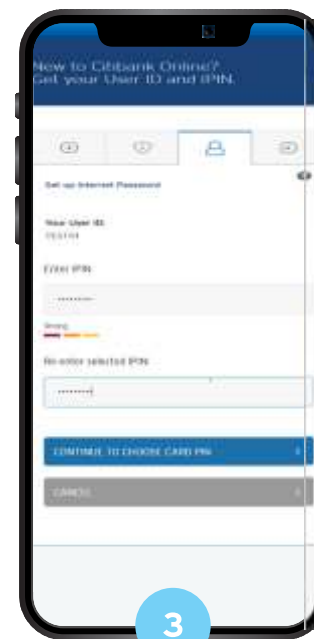 New to Citibank Online?
Get your User ID and IPIN.
Set up Internet Password
Your User ID
Enter IPIN
Strong
Re-enter selected IPIN
CONTINUE TO CHOOSE CARD PIN
CANCEL
3